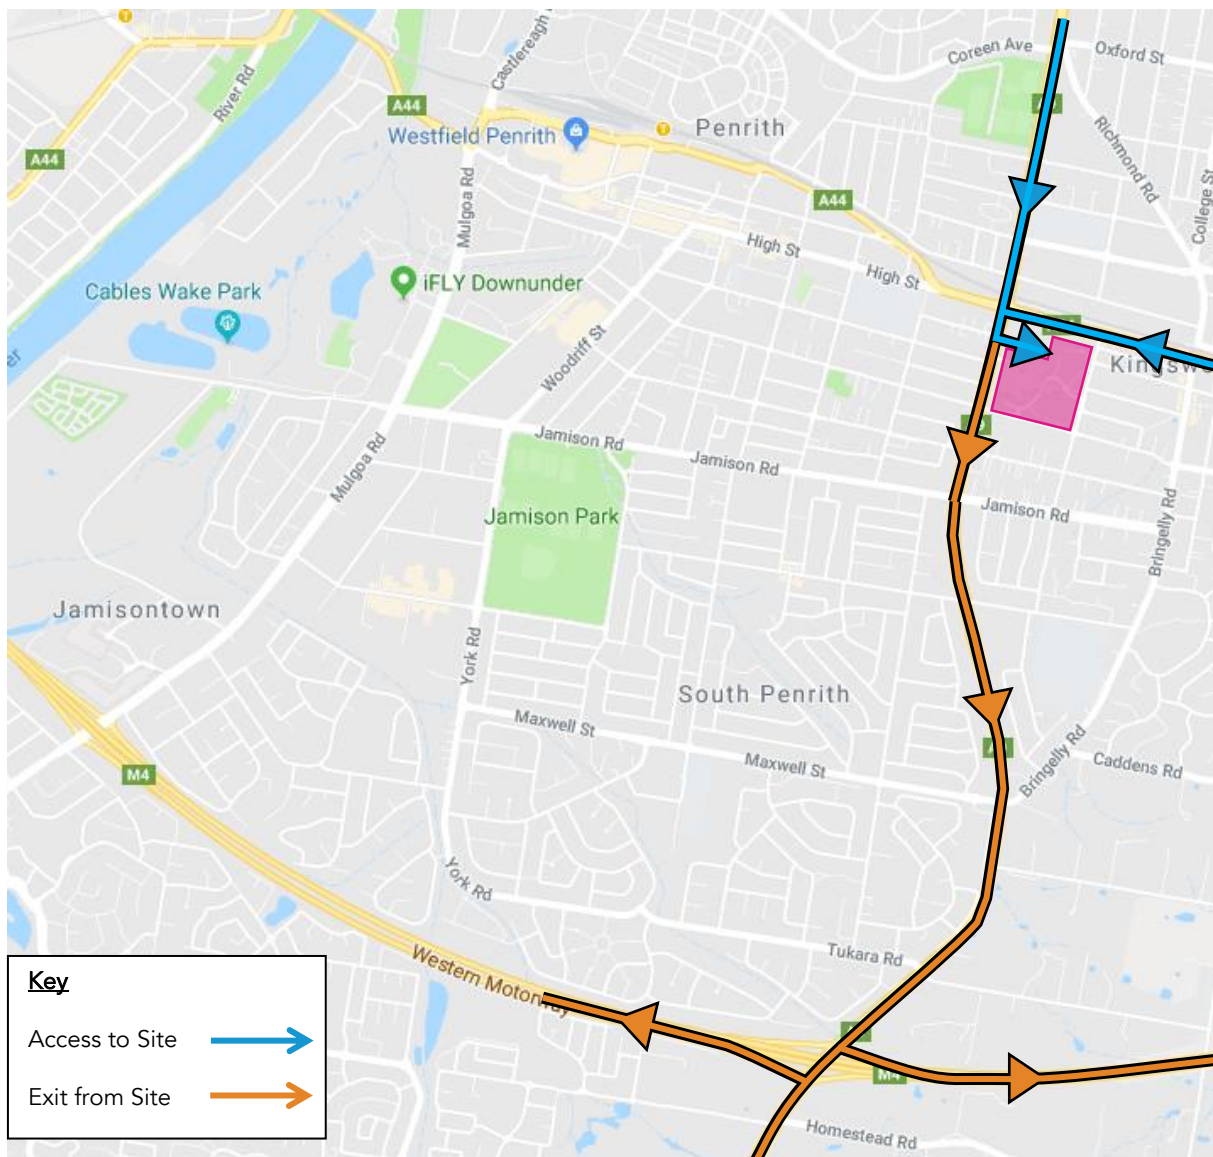 Coreen Ave
Oxford St
Castlereagh
River Rd
A44
Westfield Penrith
Penrith
Richmond Rd
College St
A44
A44
Mulgoa Rd
High St
High St
Cables Wake Park
iFLY Downunder
Woodriff St
Kingsw
Jamison Rd
Mulgoa Rd
Jamison Rd
Jamison Park
Jamison Rd
Bringelly Rd
Jamisontown
York Rd
South Penrith
Maxwell St
Maxwell St
Bringelly Rd
Caddens Rd
M4
York Rd
Tukara Rd
Western Motorway
M4
Homestead Rd
Key
Access to Site
Exit from Site